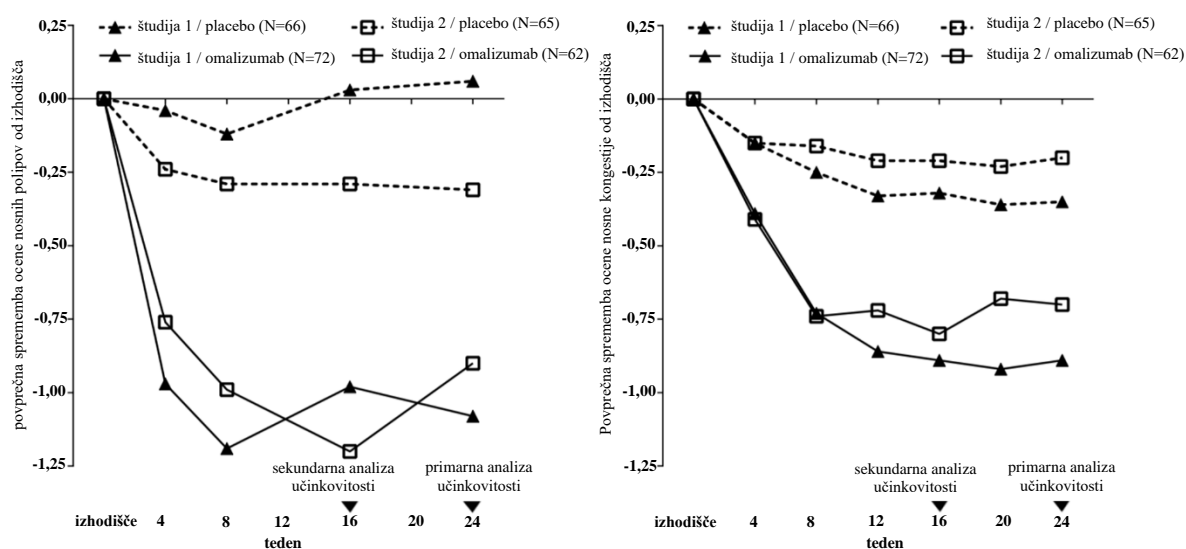 povprečna sprememba ocene nosnih polipov od izhodišča
0,25
0,00
-0,25
-0,50
-0,75
-1,00
-1,25
študija 1 / placebo (N=66)
študija 2 / placebo (N=65)
študija 1 / omalizumab (N=72)
študija 2 / omalizumab (N=62)
sekundarna analiza
učinkovitosti
primarna analiza
učinkovitosti
izhodišče 4 8 12 16 20 24
teden
Povprečna sprememba ocene nosne kongestije od izhodišča
0,25
0,00
-0,25
-0,50
-0,75
-1,00
-1,25
študija 1 / placebo (N=66)
študija 2 / placebo (N=65)
študija 1 / omalizumab (N=72)
študija 2 / omalizumab (N=62)
sekundarna analiza
učinkovitosti
primarna analiza
učinkovitosti
izhodišče 4 8 12 16 20 24
teden